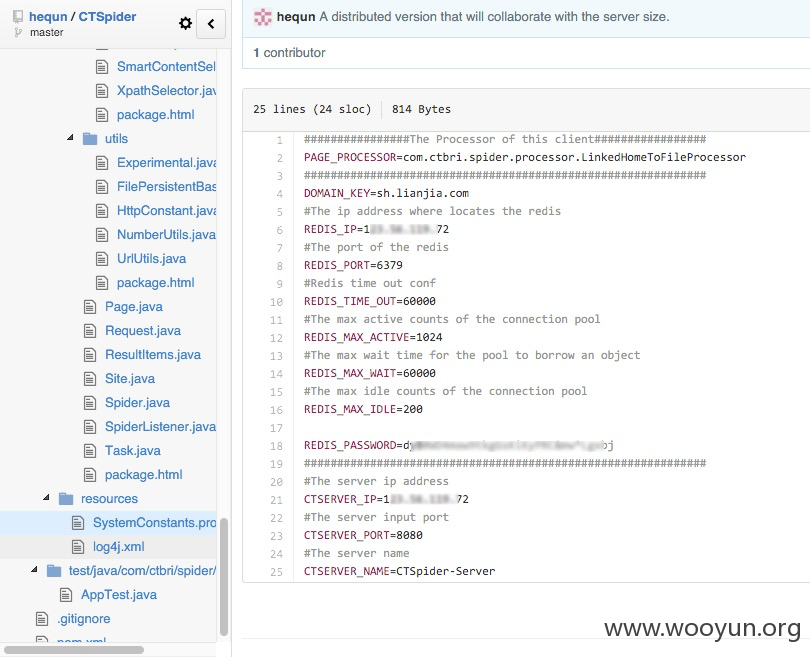 hequn / CTSpider
master
SmartContentSel
XpathSelector.jav
package.html
utils
Experimental.java
FilePersistentBas
HttpConstant.java
NumberUtils.java
UrlUtils.java
package.html
Page.java
Request.java
ResultItems.java
Site.java
Spider.java
SpiderListener.java
Task.java
package.html
resources
SystemConstants.pro
log4j.xml
test/java/com/ctbri/spider/
AppTest.java
.gitignore
pom.xml
hequn A distributed version that will collaborate with the server size.
1 contributor
25 lines (24 sloc) 814 Bytes
1 ################The Processor of this client#################
2 PAGE_PROCESSOR=com.ctbri.spider.processor.LinkedHomeToFileProcessor
3 #############################################################
4 DOMAIN_KEY=sh.lianjia.com
5 #The ip address where locates the redis
6 REDIS_IP=1 72
7 #The port of the redis
8 REDIS_PORT=6379
9 #Redis time out conf
10 REDIS_TIME_OUT=60000
11 #The max active counts of the connection pool
12 REDIS_MAX_ACTIVE=1024
13 #The max wait time for the pool to borrow an object
14 REDIS_MAX_WAIT=60000
15 #The max idle counts of the connection pool
16 REDIS_MAX_IDLE=200
17
18 REDIS_PASSWORD=dy bj
19 #############################################################
20 #The server ip address
21 CTSERVER_IP=1 72
22 #The server input port
23 CTSERVER_PORT=8080
24 #The server name
25 CTSERVER_NAME=CTSpider-Server
www.wooyun.org